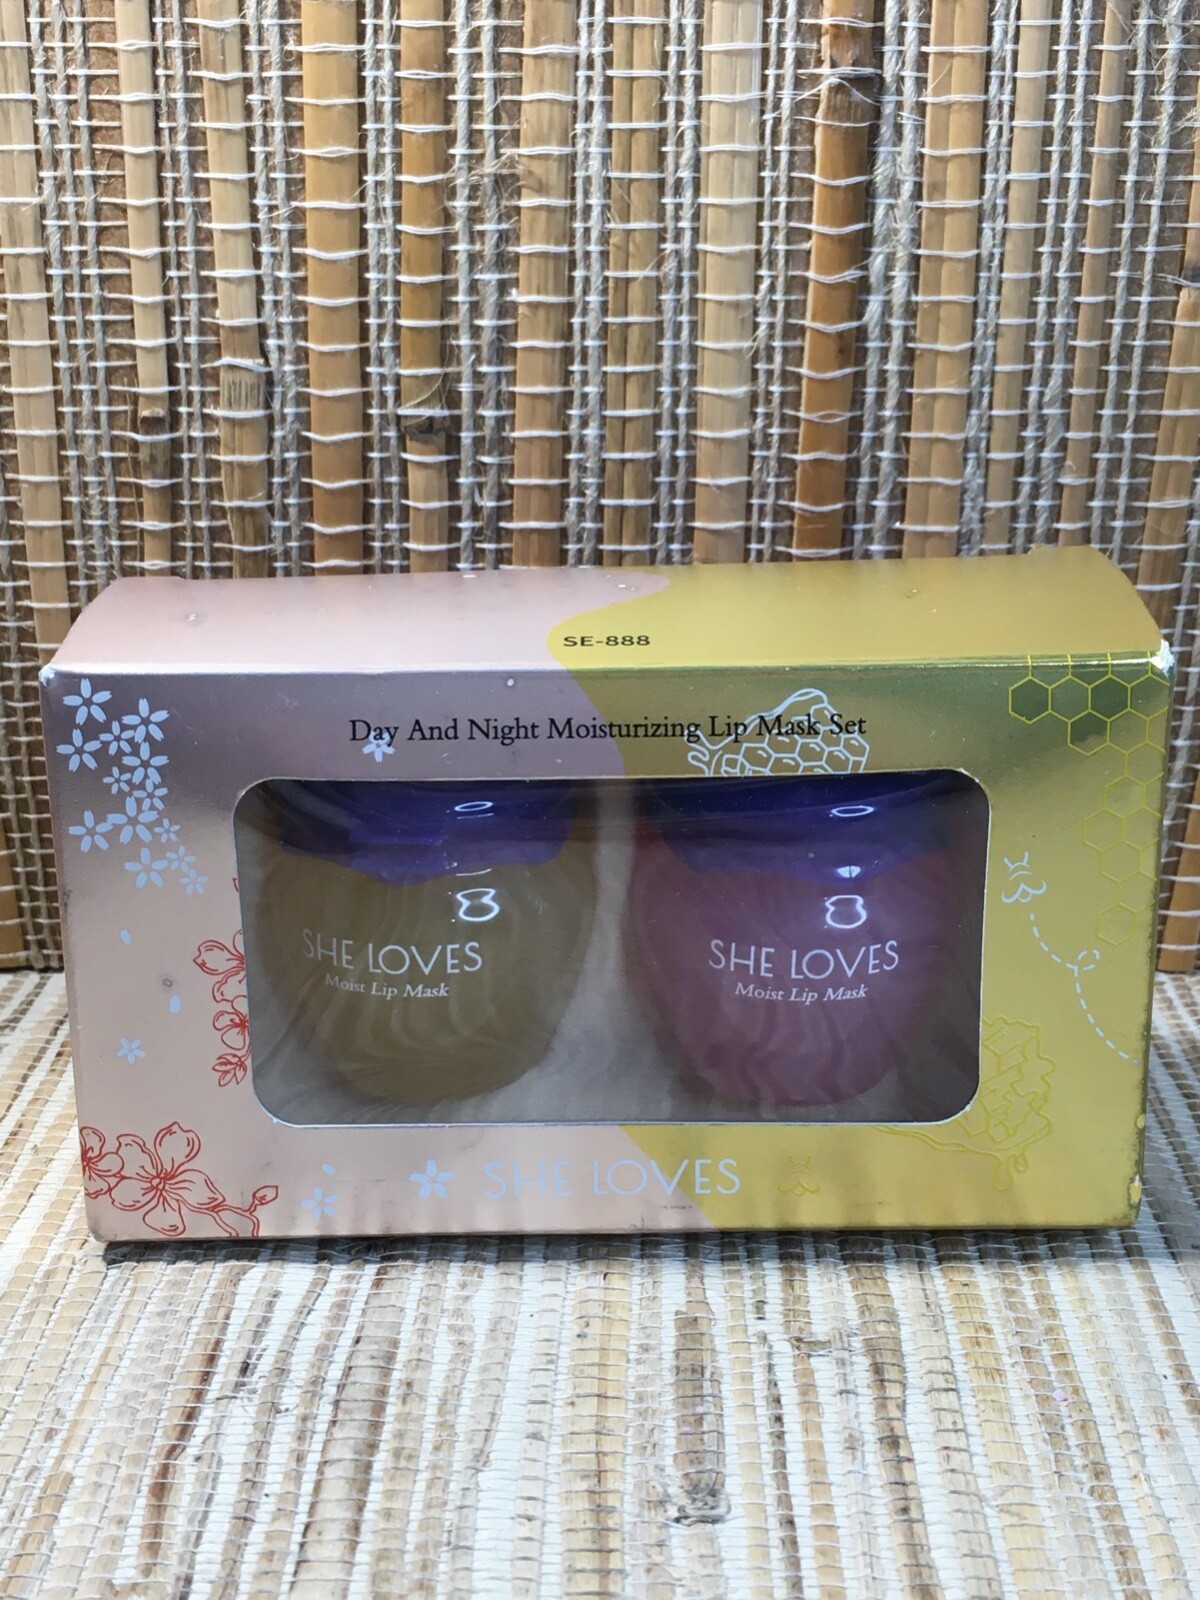 SE-888
Day And Night Moisturizing Lip Mask Set
SHE LOVES
Moist Lip Mask
SHE LOVES
Moist Lip Mask
SHE LOVES